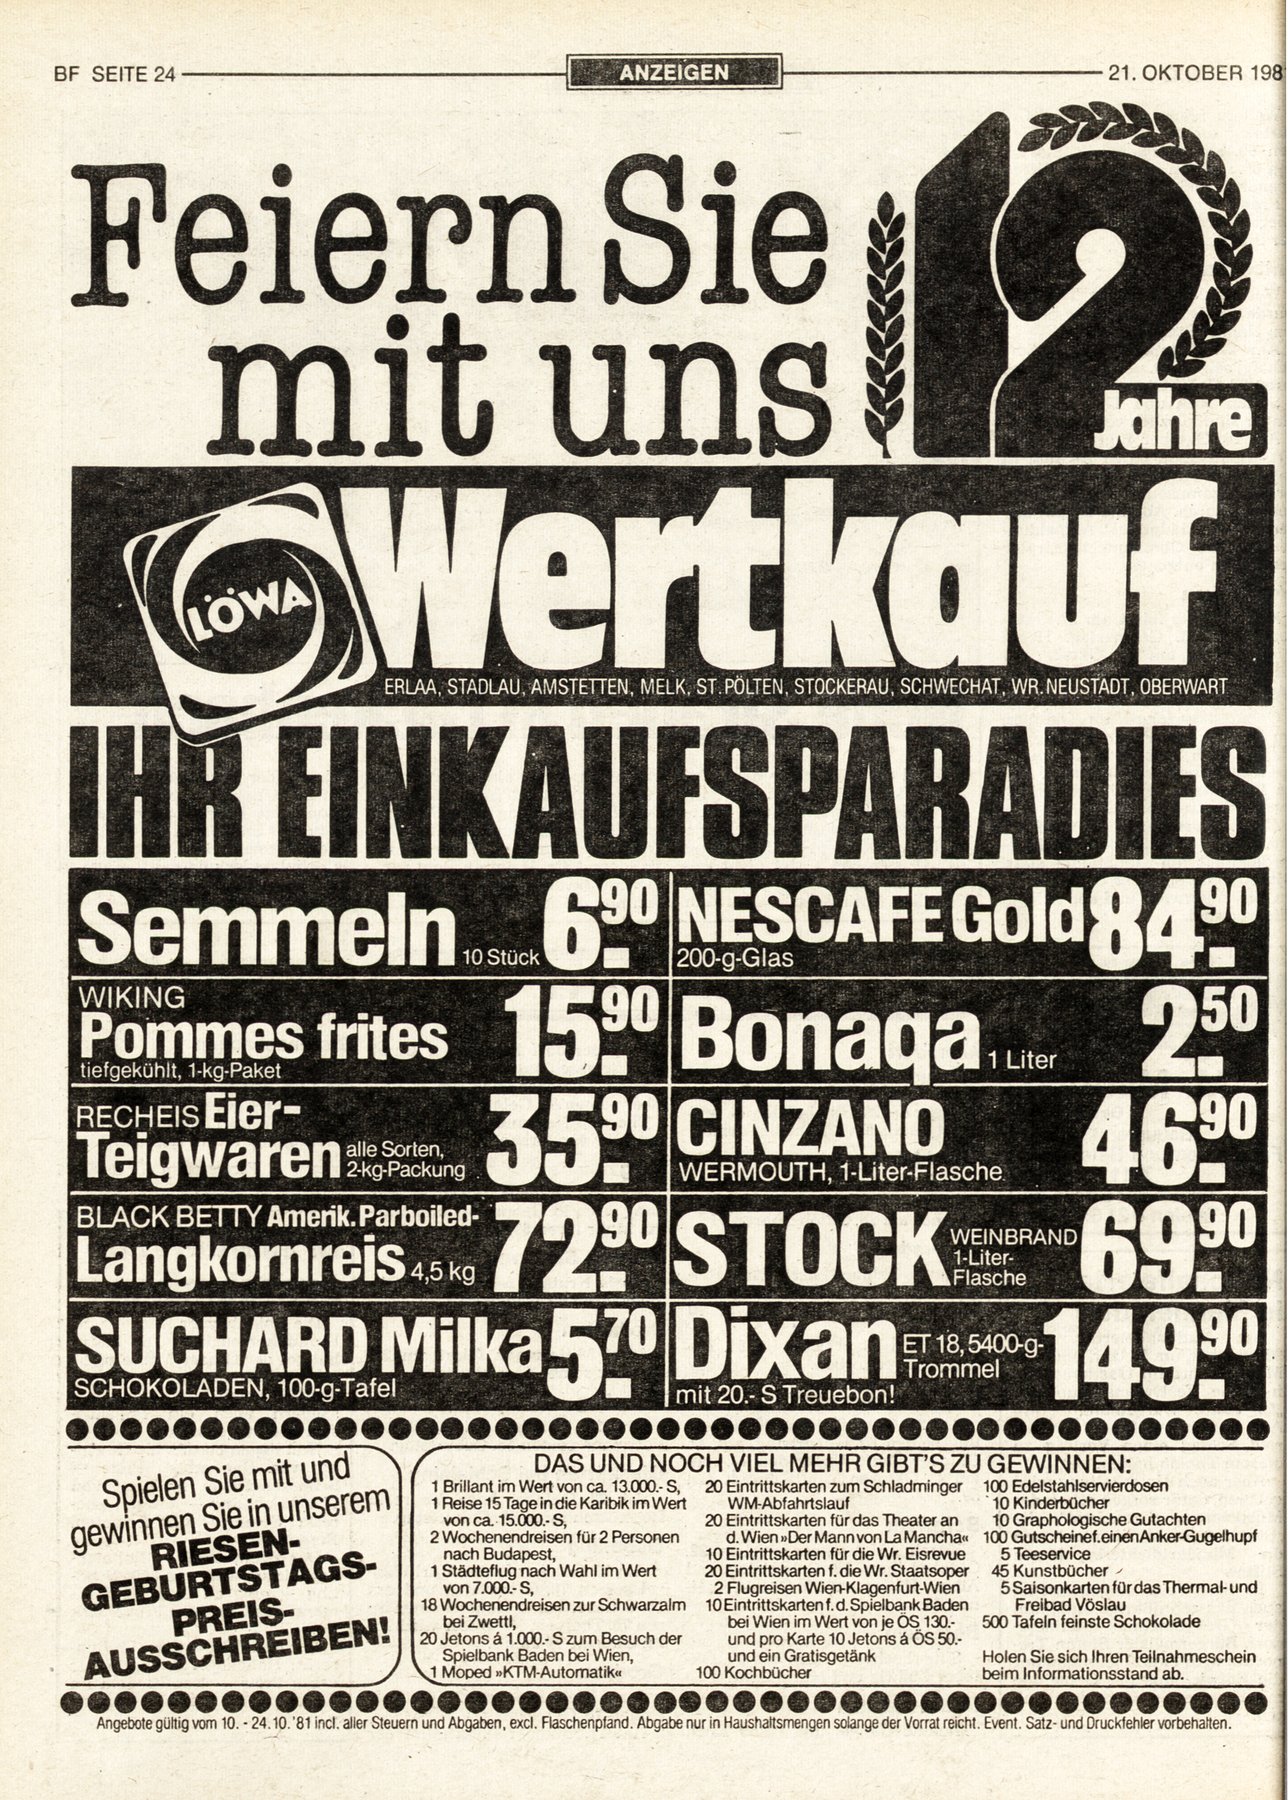 BF SEITE 24
ANZEIGEN
21. OKTOBER 198
Feiern Sie
mit uns
12
Jahre
LÖWA
Wertkauf
ERLAA, STADLAU, AMSTETTEN, MELK, ST. PÖLTEN, STOCKERAU, SCHWECHAT, WR. NEUSTADT, OBERWART
IHR EINKAUFSPARADIES
Semmeln 10 Stück 6.90
WIKING
Pommes frites 15.90
tiefgekühlt, 1-kg-Paket
RECHEIS Eier-
Teigwaren alle Sorten,
2-kg-Packung
35.90
BLACK BETTY Amerik. Parboiled-
Langkornreis 4,5 kg
72.90
SUCHARD Milka 5.70
SCHOKOLADEN, 100-g-Tafel
NESCAFE Gold 84.90
200-g-Glas
Bonaqa 1 Liter 2.50
CINZANO 46.90
WERMOUTH, 1-Liter-Flasche
STOCK WEINBRAND
1-Liter-
Flasche
69.90
Dixan ET 18, 5400-g-
Trommel
149.90
mit 20.- S Treuebon!
Spielen Sie mit und
gewinnen Sie in unserem
RIESEN-
GEBURTSTAGS-
PREIS-
AUSSCHREIBEN!
DAS UND NOCH VIEL MEHR GIBT'S ZU GEWINNEN:
1 Brillant im Wert von ca. 13.000.- S,
1 Reise 15 Tage in die Karibik im Wert
von ca. 15.000.- S,
2 Wochenendreisen für 2 Personen
nach Budapest,
1 Städteflug nach Wahl im Wert
von 7.000.- S,
18 Wochenendreisen zur Schwarzalm
bei Zwettl,
20 Jetons á 1.000.- S zum Besuch der
Spielbank Baden bei Wien,
1 Moped »KTM-Automatik«
20 Eintrittskarten zum Schladminger
WM-Abfahrtslauf
20 Eintrittskarten für das Theater an
d. Wien »Der Mann von La Mancha«
10 Eintrittskarten für die Wr. Eisrevue
20 Eintrittskarten f. die Wr. Staatsoper
2 Flugreisen Wien-Klagenfurt-Wien
10 Eintrittskarten f. d. Spielbank Baden
bei Wien im Wert von je ÖS 130.-
und pro Karte 10 Jetons á ÖS 50.-
und ein Gratisgetänk
100 Kochbücher
100 Edelstahlservierdosen
10 Kinderbücher
10 Graphologische Gutachten
100 Gutscheine f. einen Anker-Gugelhupf
5 Teeservice
45 Kunstbücher
5 Saisonkarten für das Thermal- und
Freibad Vöslau
500 Tafeln feinste Schokolade
Holen Sie sich Ihren Teilnahmeschein
beim Informationsstand ab.
Angebote gültig vom 10. - 24. 10. '81 incl. aller Steuern und Abgaben, excl. Flaschenpfand. Abgabe nur in Haushaltsmengen solange der Vorrat reicht. Event. Satz- und Druckfehler vorbehalten.